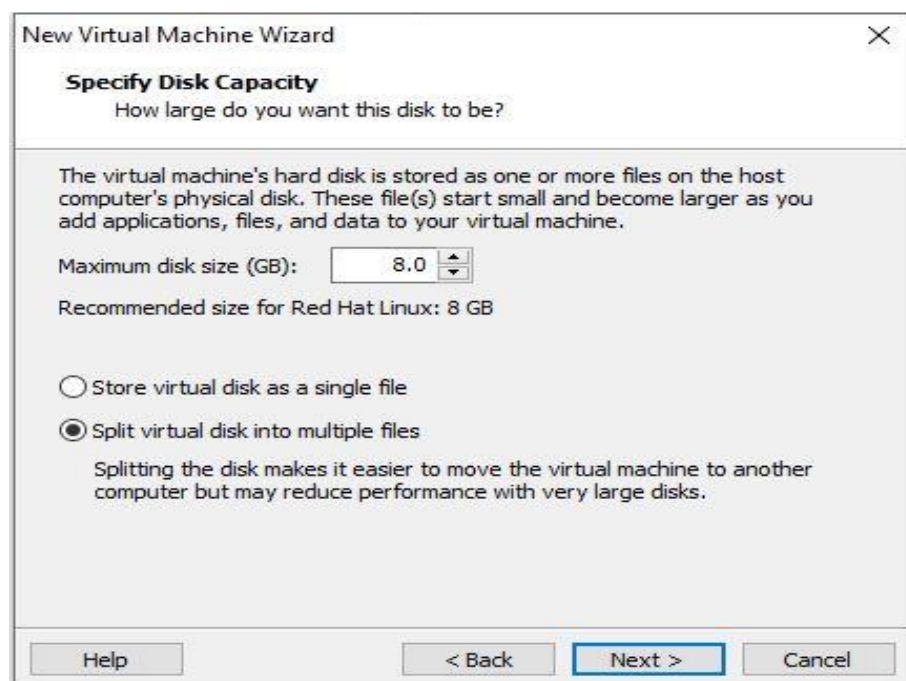 New Virtual Machine Wizard
Specify Disk Capacity
How large do you want this disk to be?
The virtual machine's hard disk is stored as one or more files on the host
computer's physical disk. These file(s) start small and become larger as you
add applications, files, and data to your virtual machine.
Maximum disk size (GB): 8.0
Recommended size for Red Hat Linux: 8 GB
Store virtual disk as a single file
Split virtual disk into multiple files
Splitting the disk makes it easier to move the virtual machine to another
computer but may reduce performance with very large disks.
Help < Back Next > Cancel